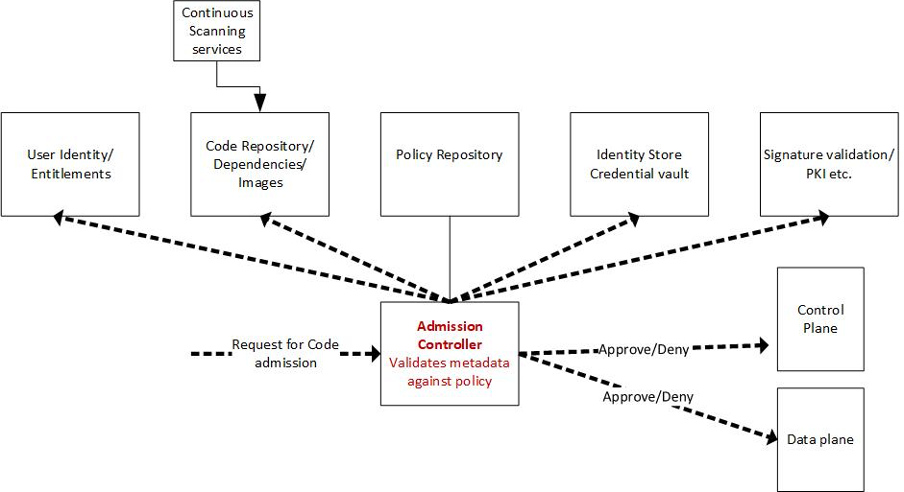 Continuous
Scanning
services
User Identity/
Entitlements
Code Repository/
Dependencies/
Images
Policy Repository
Identity Store
Credential vault
Signature validation/
PKI etc.
Request for Code
admission
Admission
Controller
Validates metadada
against policy
Approve/Deny
Control
Plane
Approve/Deny
Data plane